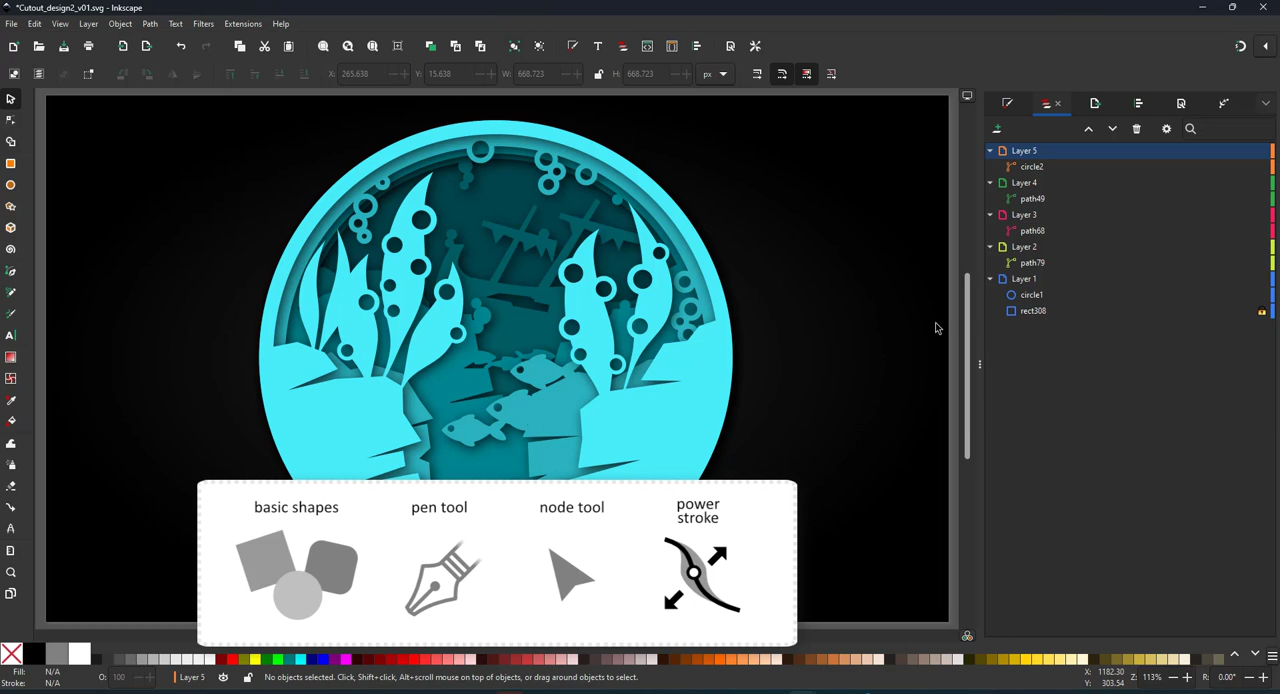 *Cutout_design2_v01.svg - Inkscape
File Edit View Layer Object Path Text Filters Extensions Help
X: 265.638 Y: 15.638 W: 668.723 H: 668.723 px
Layer 5
circle2
Layer 4
path49
Layer 3
path68
Layer 2
path79
Layer 1
circle1
rect308
basic shapes pen tool node tool power stroke
Fill: N/A
Stroke: N/A
O: 100
Layer 5
No objects selected. Click, Shift+click, Alt+scroll mouse on top of objects, or drag around objects to select.
X: 1182.30
Y: 303.54
Z: 113%
R: 0.00°